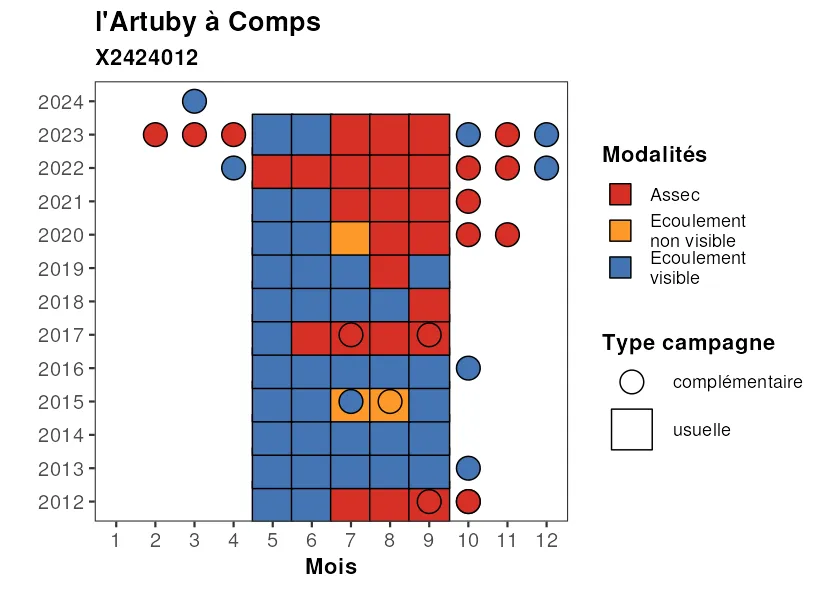 l'Artuby à Comps
X2424012
2024
2023
2022
2021
2020
2019
2018
2017
2016
2015
2014
2013
2012
1 2 3 4 5 6 7 8 9 10 11 12
Mois
Modalités
Assec
Ecoulement
non visible
Ecoulement
visible
Type campagne
complémentaire
usuelle